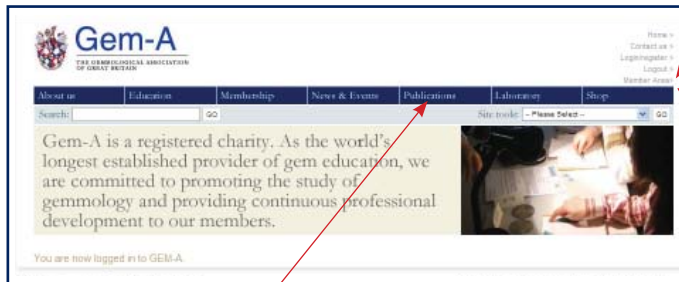 Gem-A
THE GEMMOLOGICAL ASSOCIATION
OF GREAT BRITAIN
Home >
Contact us >
Login/register >
Logout >
Member Area>
About us Education Membership News & Events Publications Laboratory Shop
Search: GO Site tools: -- Please Select -- GO
Gem-A is a registered charity. As the world's
longest established provider of gem education, we
are committed to promoting the study of
gemmology and providing continuous professional
development to our members.
You are now logged in to GEM-A.